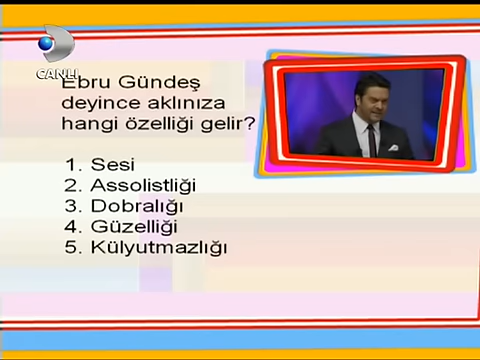 CANLI
Ebru Gündeş
deyince aklınıza
hangi özelliği gelir?
1. Sesi
2. Assolistliği
3. Dobralığı
4. Güzelliği
5. Külyutmazlığı